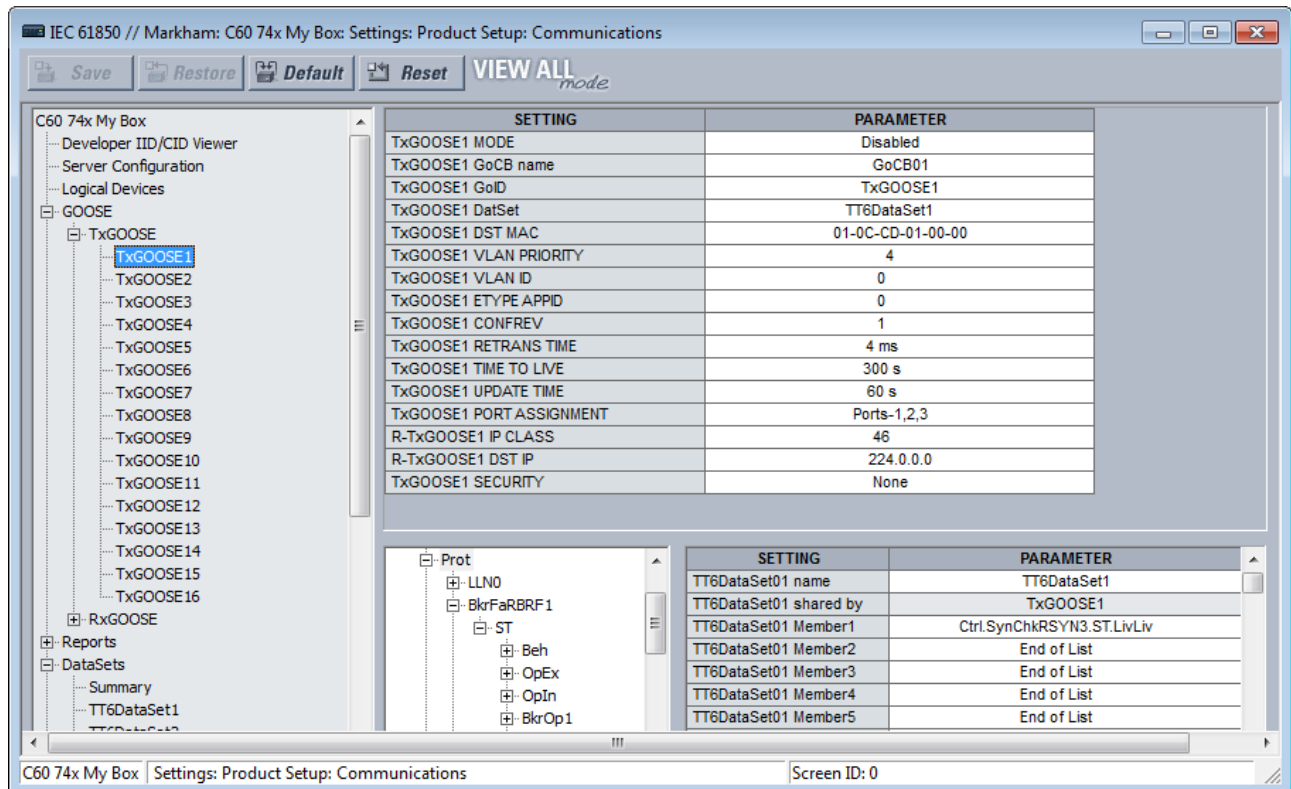 IEC 61850 // Markham: C60 74x My Box: Settings: Product Setup: Communications
Save Restore Default Reset VIEW ALL mode
C60 74x My Box
Developer IID/CID Viewer
Server Configuration
Logical Devices
GOOSE
TxGOOSE
TxGOOSE1
TxGOOSE2
TxGOOSE3
TxGOOSE4
TxGOOSE5
TxGOOSE6
TxGOOSE7
TxGOOSE8
TxGOOSE9
TxGOOSE10
TxGOOSE11
TxGOOSE12
TxGOOSE13
TxGOOSE14
TxGOOSE15
TxGOOSE16
RxGOOSE
Reports
DataSets
Summary
TT6DataSet1
TT6DataSet2
SETTING PARAMETER
TxGOOSE1 MODE Disabled
TxGOOSE1 GoCB name GoCB01
TxGOOSE1 GoID TxGOOSE1
TxGOOSE1 DatSet TT6DataSet1
TxGOOSE1 DST MAC 01-0C-CD-01-00-00
TxGOOSE1 VLAN PRIORITY 4
TxGOOSE1 VLAN ID 0
TxGOOSE1 ETYPE APPID 0
TxGOOSE1 CONFREV 1
TxGOOSE1 RETRANS TIME 4 ms
TxGOOSE1 TIME TO LIVE 300 s
TxGOOSE1 UPDATE TIME 60 s
TxGOOSE1 PORT ASSIGNMENT Ports-1,2,3
R-TxGOOSE1 IP CLASS 46
R-TxGOOSE1 DST IP 224.0.0.0
TxGOOSE1 SECURITY None
Prot
LLN0
BkrFaRBRF1
ST
Beh
OpEx
OpIn
BkrOp1
SETTING PARAMETER
TT6DataSet01 name TT6DataSet1
TT6DataSet01 shared by TxGOOSE1
TT6DataSet01 Member1 Ctrl.SynChkRSYN3.ST.LivLiv
TT6DataSet01 Member2 End of List
TT6DataSet01 Member3 End of List
TT6DataSet01 Member4 End of List
TT6DataSet01 Member5 End of List
C60 74x My Box Settings: Product Setup: Communications Screen ID: 0